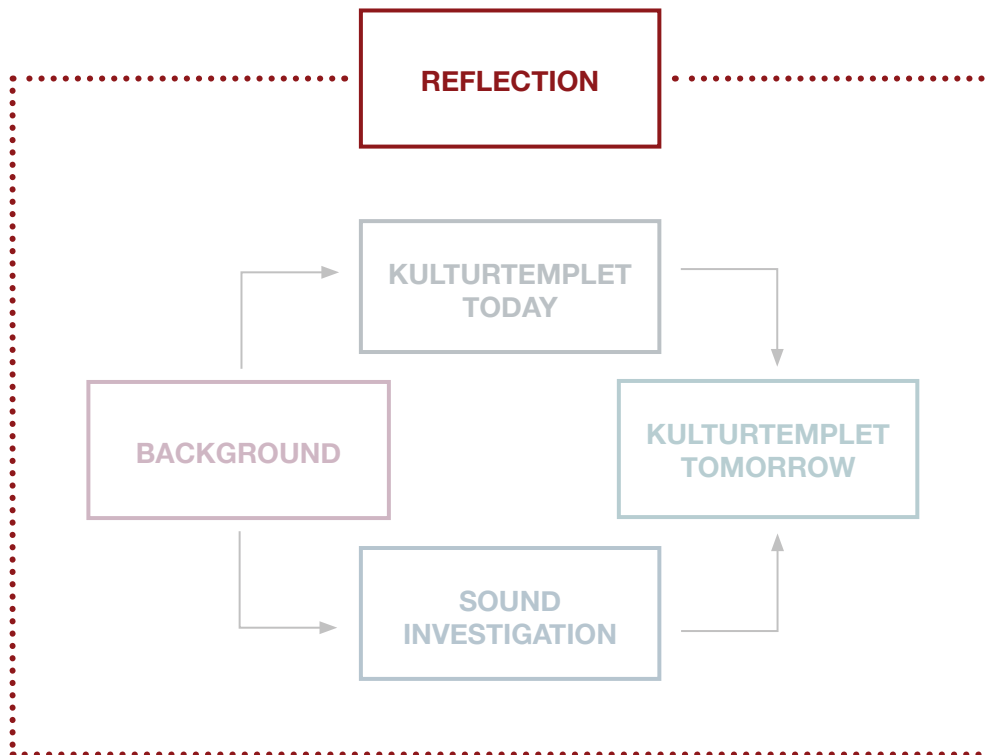 REFLECTION
KULTURTEMPLET
TODAY
BACKGROUND
KULTURTEMPLET
TOMORROW
SOUND
INVESTIGATION